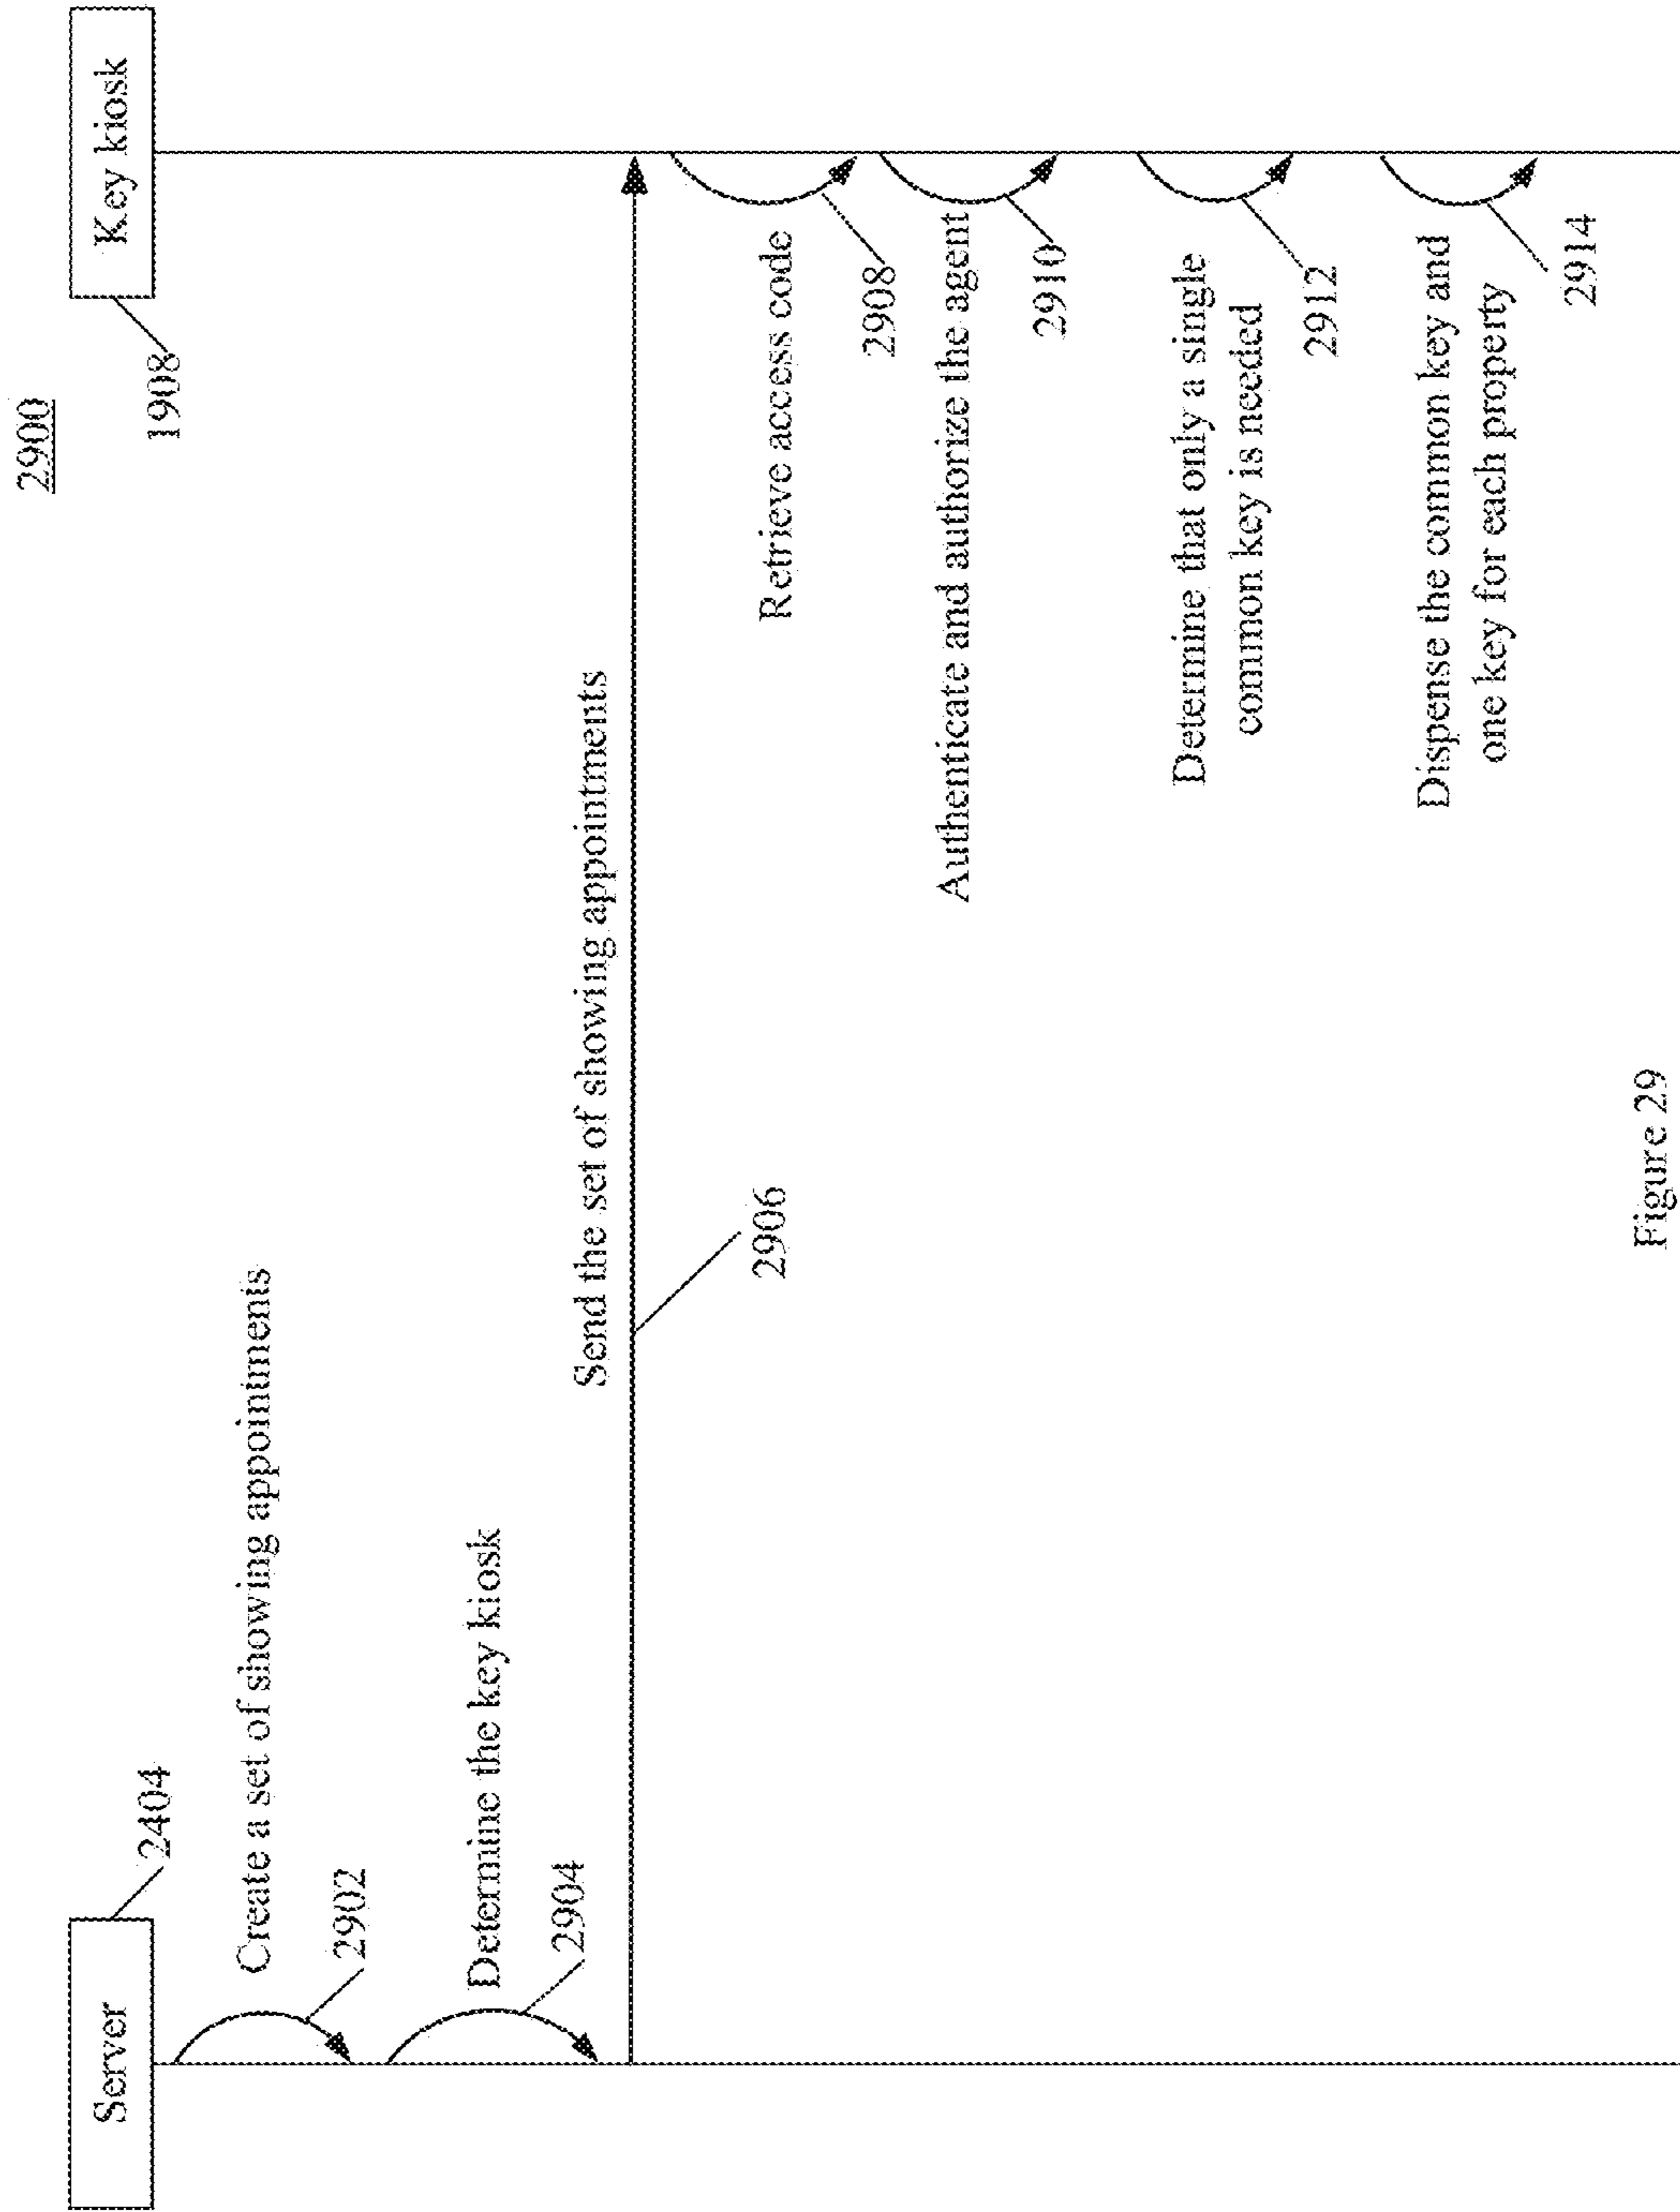 2900
Server
Key kiosk
2404
1908
Create a set of showing appointments
2902
Determine the key kiosk
2904
Send the set of showing appointments
2906
Retrieve access code
2908
Authenticate and authorize the agent
2910
Determine that only a single
common key is needed
2912
Dispense the common key and
one key for each property
2914
Figure 29